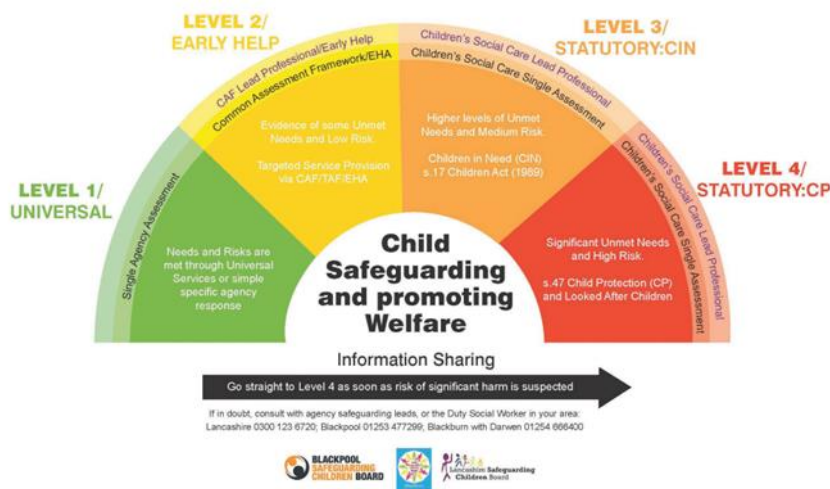 LEVEL 1/
UNIVERSAL
Single Agency Assessment
Needs and Risks are
met through Universal
Services or simple
specific agency
response
LEVEL 2/
EARLY HELP
CAF Lead Professional/Early Help
Common Assessment Framework/EHA
Evidence of some Unmet
Needs and Low Risk.
Targeted Service Provision
via CAF/TAF/EHA
LEVEL 3/
STATUTORY:CIN
Children's Social Care Lead Professional
Children's Social Care Single Assessment
Higher levels of Unmet
Needs and Medium Risk.
Children in Need (CIN)
s.17 Children Act (1989)
LEVEL 4/
STATUTORY:CP
Children's Social Care Lead Professional
Children's Social Care Single Assessment
Significant Unmet Needs
and High Risk.
s.47 Child Protection (CP)
and Looked After Children
Child
Safeguarding
and promoting
Welfare
Information Sharing
Go straight to Level 4 as soon as risk of significant harm is suspected
If in doubt, consult with agency safeguarding leads, or the Duty Social Worker in your area:
Lancashire 0300 123 6720; Blackpool 01253 477299; Blackburn with Darwen 01254 666400
BLACKPOOL
SAFEGUARDING
CHILDREN BOARD
Lancashire Safeguarding
Children Board